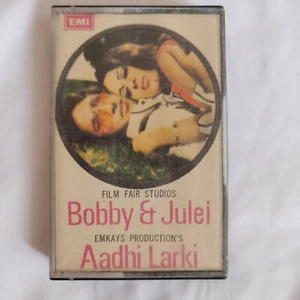 EMI
FILM FAIR STUDIOS
Bobby & Julei
EMKAYS PRODUCTION'S
Aadhi Larki